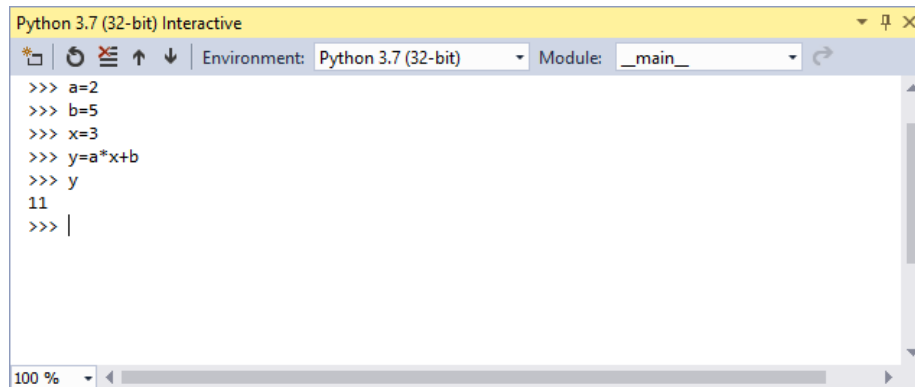 Python 3.7 (32-bit) Interactive
Environment: Python 3.7 (32-bit) Module: __main__
>>> a=2
>>> b=5
>>> x=3
>>> y=a*x+b
>>> y
11
>>>
100 %